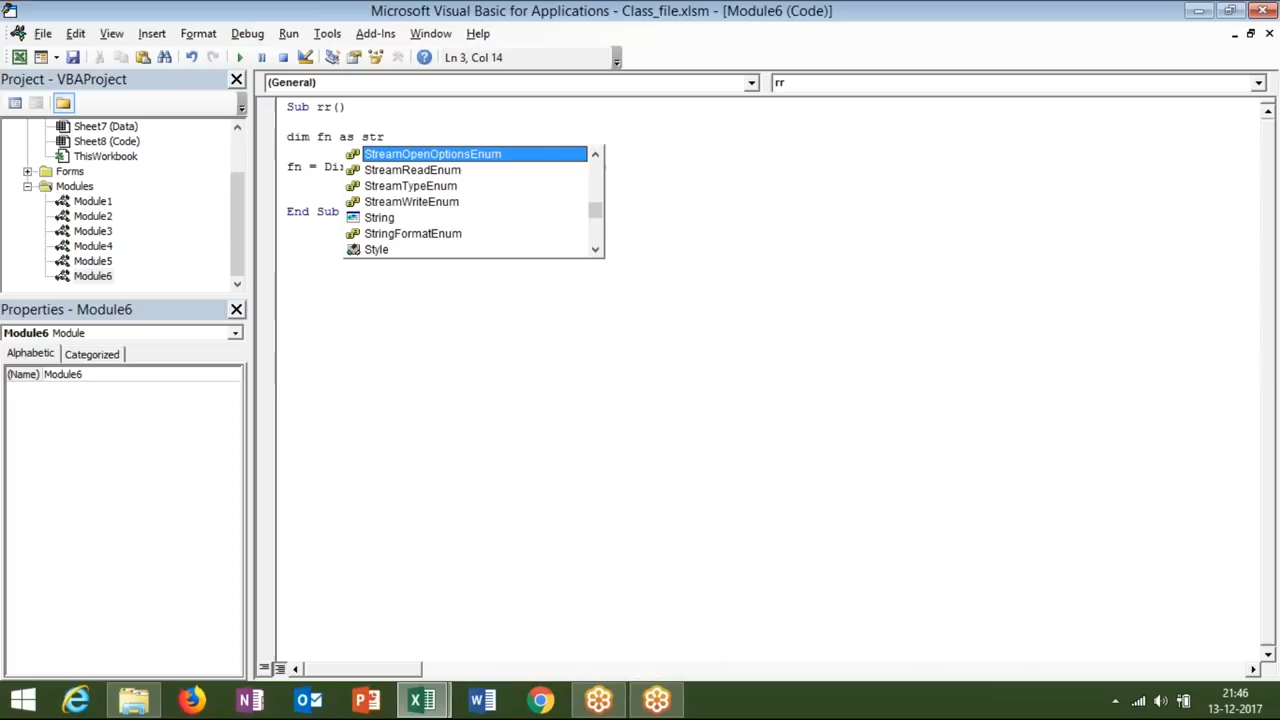 Microsoft Visual Basic for Applications - Class_file.xlsm - [Module6 (Code)]
File Edit View Insert Format Debug Run Tools Add-Ins Window Help
Ln 3, Col 14
Project - VBAProject
(General)
rr
Sheet7 (Data)
Sheet8 (Code)
ThisWorkbook
Forms
Modules
Module1
Module2
Module3
Module4
Module5
Module6
Sub rr()
dim fn as str
fn = Dir
End Sub
StreamOpenOptionsEnum
StreamReadEnum
StreamTypeEnum
StreamWriteEnum
String
StringFormatEnum
Style
Properties - Module6
Module6 Module
Alphabetic Categorized
(Name) Module6
21:46
13-12-2017